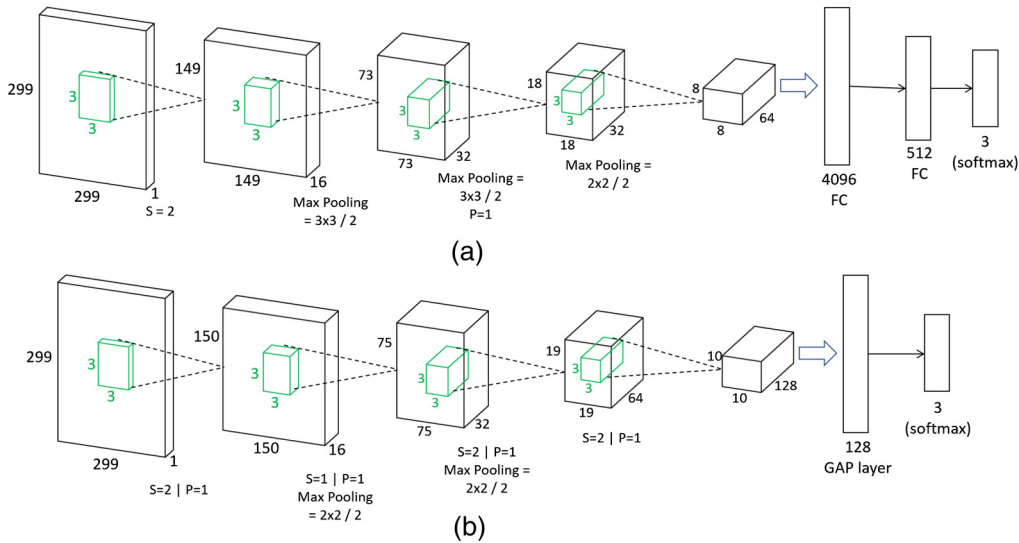 299
3
3
299
1
S = 2
149
3
3
149
16
Max Pooling
= 3x3 / 2
73
3
3
73
32
Max Pooling =
3x3 / 2
P=1
18
3
3
18
32
Max Pooling =
2x2 / 2
8
8
64
4096
FC
512
FC
3
(softmax)
(a)
299
3
3
299
1
S=2 | P=1
150
3
3
150
16
S=1 | P=1
Max Pooling
= 2x2 / 2
75
3
3
75
32
S=2 | P=1
Max Pooling =
2x2 / 2
19
3
3
19
64
S=2 | P=1
10
10
128
128
GAP layer
3
(softmax)
(b)